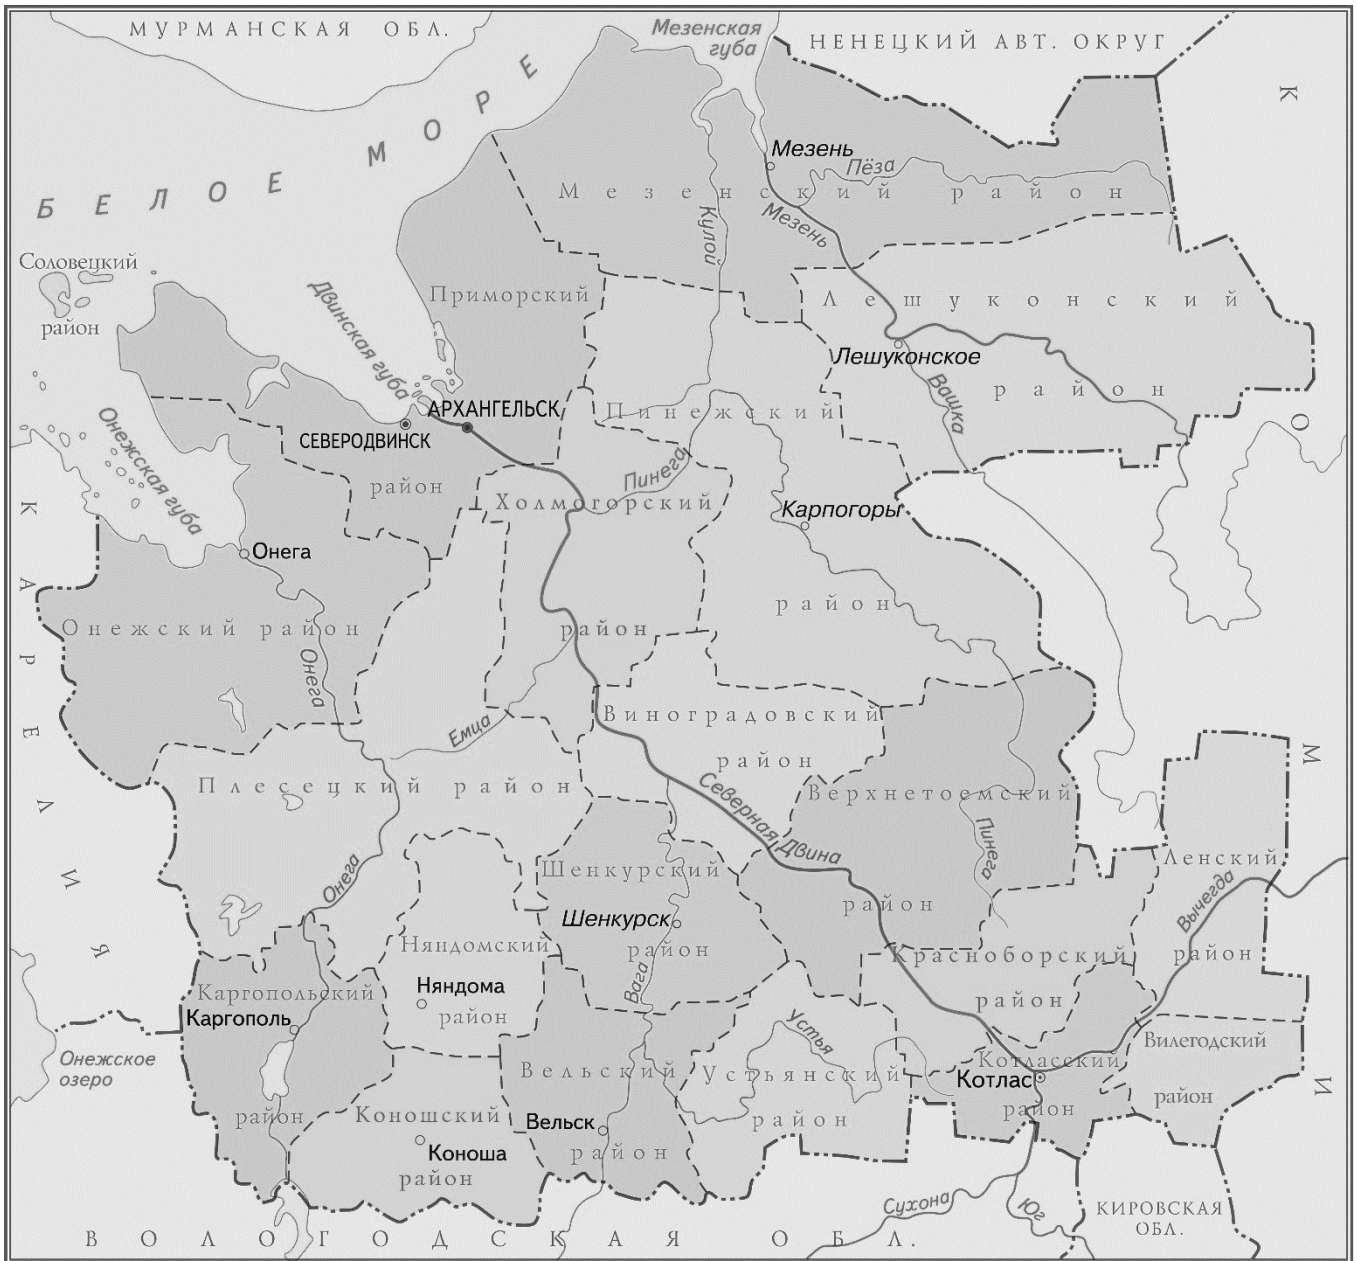 МУРМАНСКАЯ ОБЛ.
Мезенская
губа
НЕНЕЦКИЙ АВТ. ОКРУГ
БЕЛОЕ МОРЕ
Мезень
Пёза
Мезенский район
Кулой
Мезень
Соловецкий
район
Двинская губа
Приморский
Лешуконский
Лешуконское
Вашка
район
АРХАНГЕЛЬСК
СЕВЕРОДВИНСК
Пинежский
Онежская губа
район
Пинега
Холмогорский
Карпогоры
Онега
район
Онежский район
район
Онега
Емца
Виноградовский
район
Плесецкий район
Северная Двина
Верхнетоемский
Пинега
Онега
Шенкурский
Ленский
Вычегда
Шенкурск
район
район
Няндомский
Красноборский
район
Вага
Каргопольский
Няндома
район
Каргополь
район
Устья
Вилегодский
Онежское
озеро
Вельский
Устьянский
Котласский
Котлас
район
район
Коношский
район
Вельск
район
район
Коноша
район
Сухона
Юг
КИРОВСКАЯ
ОБЛ.
КАРЕЛИЯ
КОМИ
ВОЛОГОДСКАЯ ОБЛ.